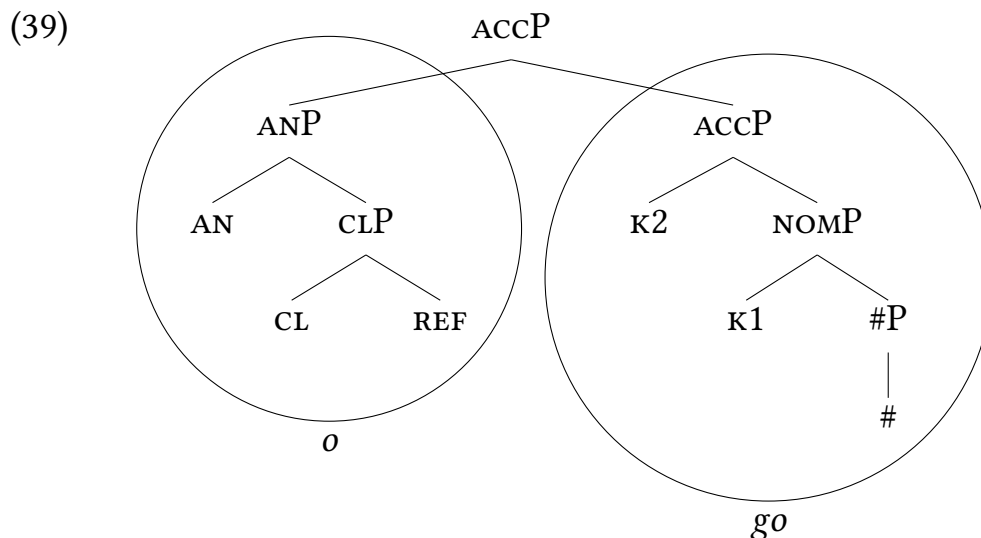 (39) ACCP
ANP ACCP
AN CLP K2 NOMP
CL REF K1 #P
#
o
go